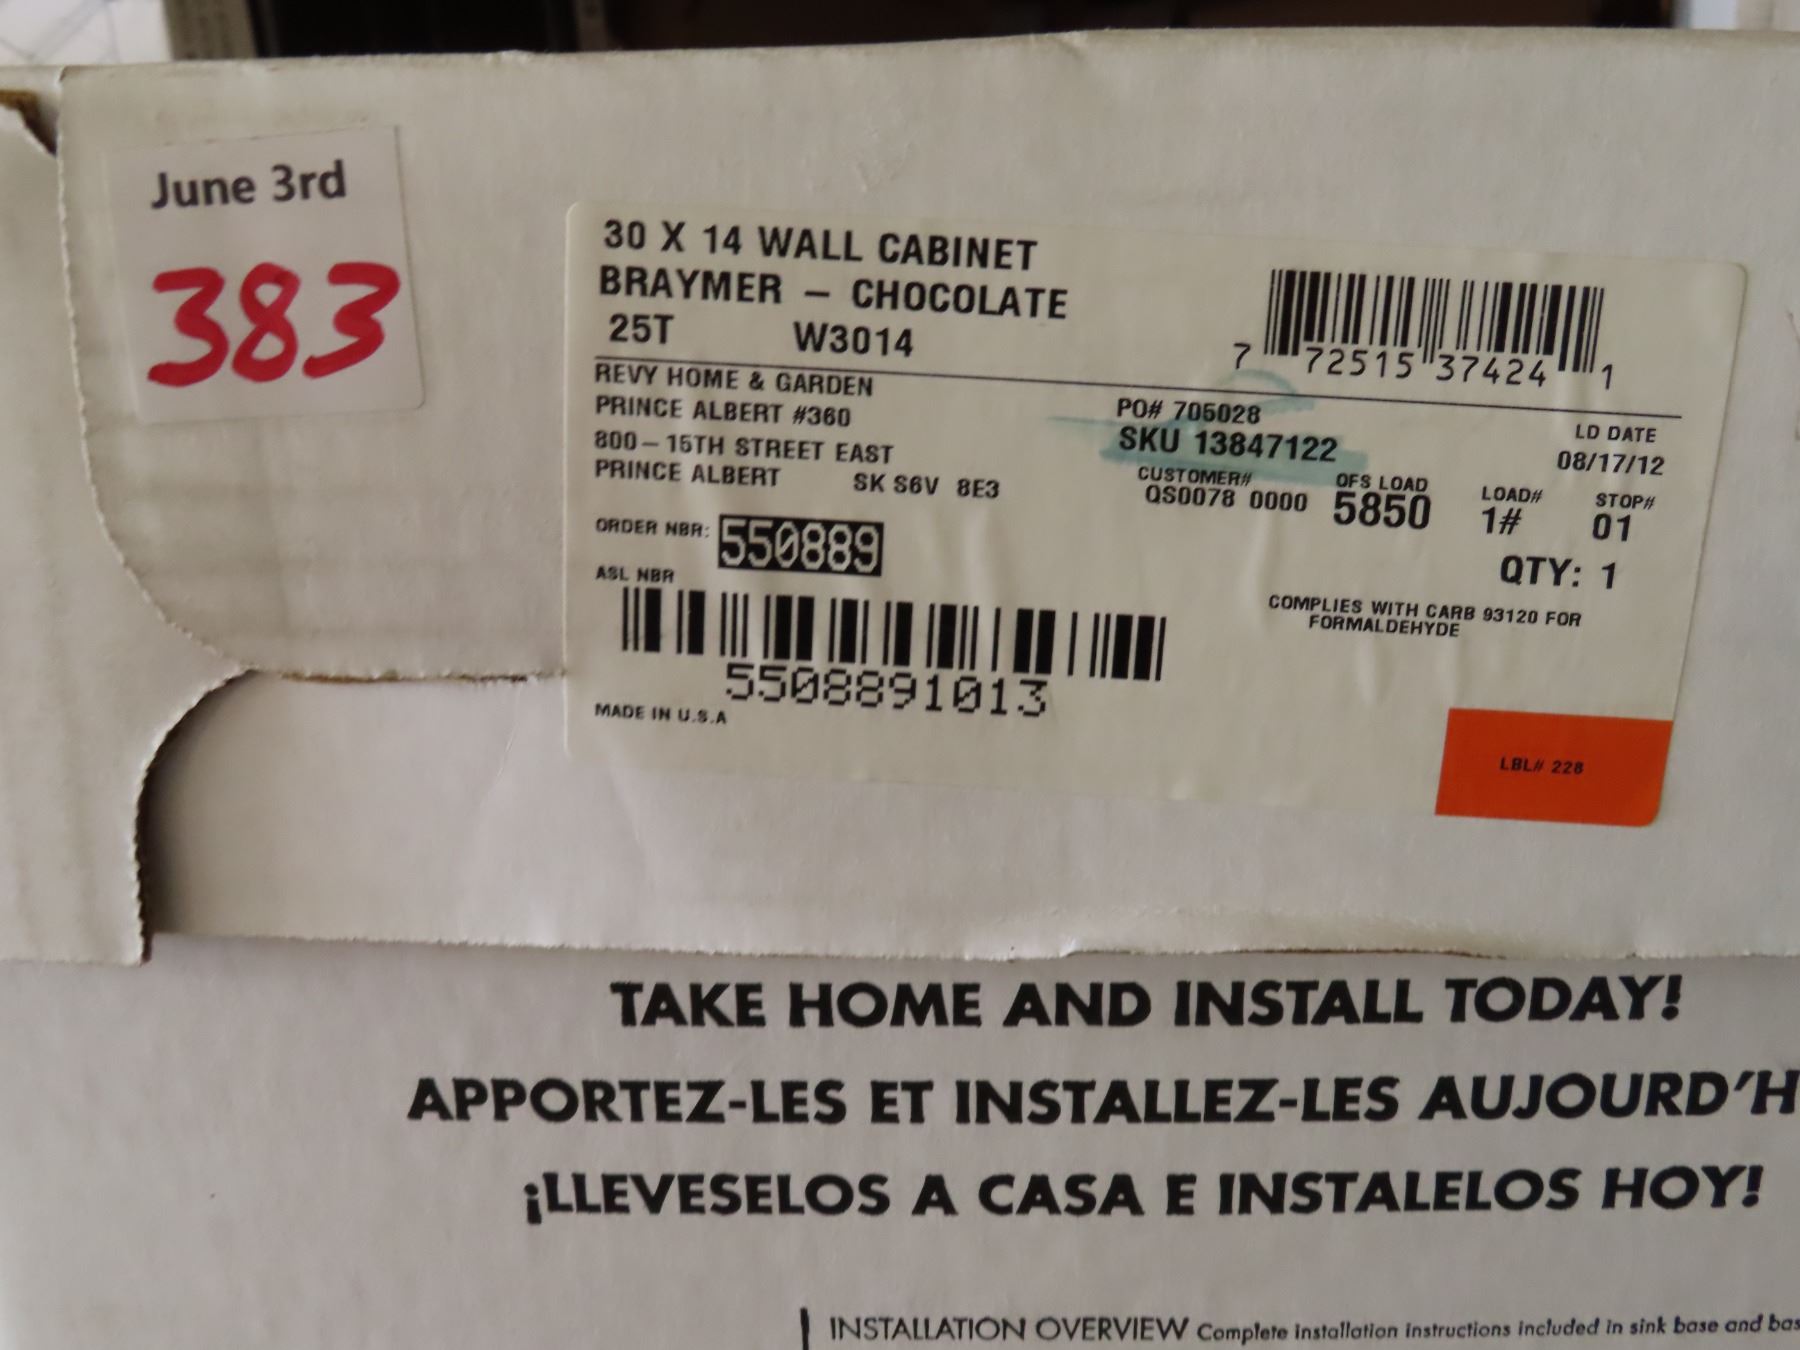 June 3rd
383
30 X 14 WALL CABINET
BRAYMER – CHOCOLATE
25T W3014
7 72515 37424 1
REVY HOME & GARDEN
PRINCE ALBERT #360
800–15TH STREET EAST
PRINCE ALBERT SK S6V 8E3
PO# 705028
SKU 13847122
LD DATE
08/17/12
CUSTOMER#
QS0078 0000
OFS LOAD
5850
LOAD#
1#
STOP#
01
ORDER NBR: 550889
QTY: 1
ASL NBR
5508891013
COMPLIES WITH CARB 93120 FOR
FORMALDEHYDE
MADE IN U.S.A
LBL# 228
TAKE HOME AND INSTALL TODAY!
APPORTEZ-LES ET INSTALLEZ-LES AUJOURD'H
¡LLEVESELOS A CASA E INSTALELOS HOY!
INSTALLATION OVERVIEW Complete installation instructions included in sink base and bas